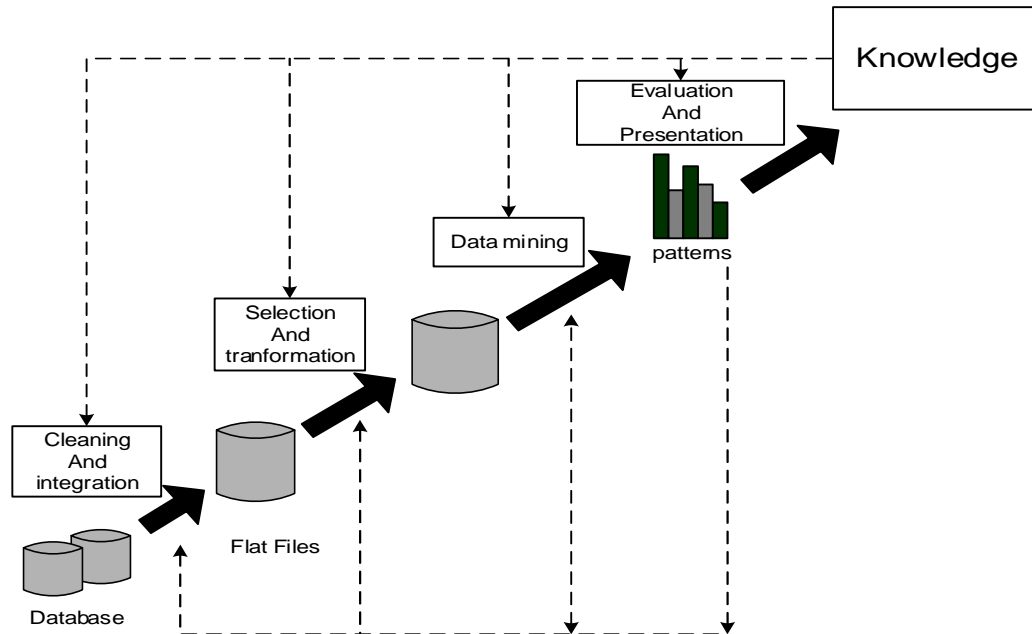 Knowledge
Evaluation
And
Presentation
patterns
Data mining
Selection
And
tranformation
Cleaning
And
integration
Flat Files
Database